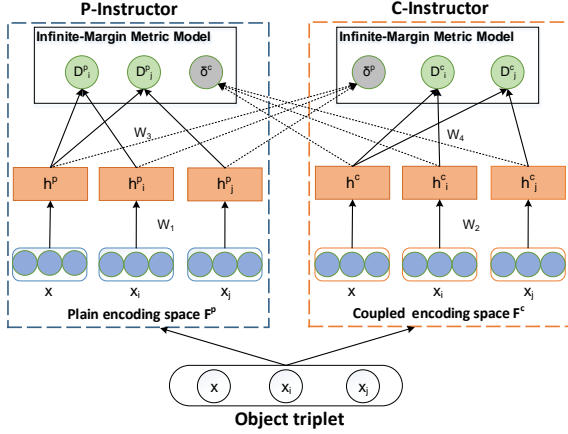 P-Instructor C-Instructor
Infinite-Margin Metric Model Infinite-Margin Metric Model
D^p_i D^p_j δ^c δ^p D^c_i D^c_j
W_3 W_4
h^p h^p_i h^p_j h^c h^c_i h^c_j
W_1 W_2
x x_i x_j x x_i x_j
Plain encoding space F^p Coupled encoding space F^c
x x_i x_j
Object triplet